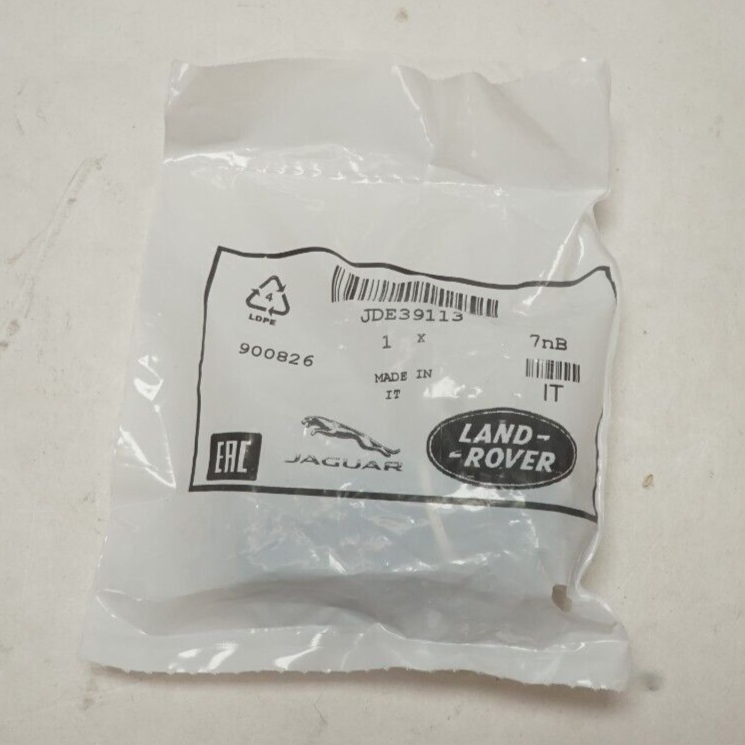 4
LDPE
JDE39113
1 x
7nB
900826
MADE IN
IT
IT
EAC
JAGUAR
LAND-
-ROVER